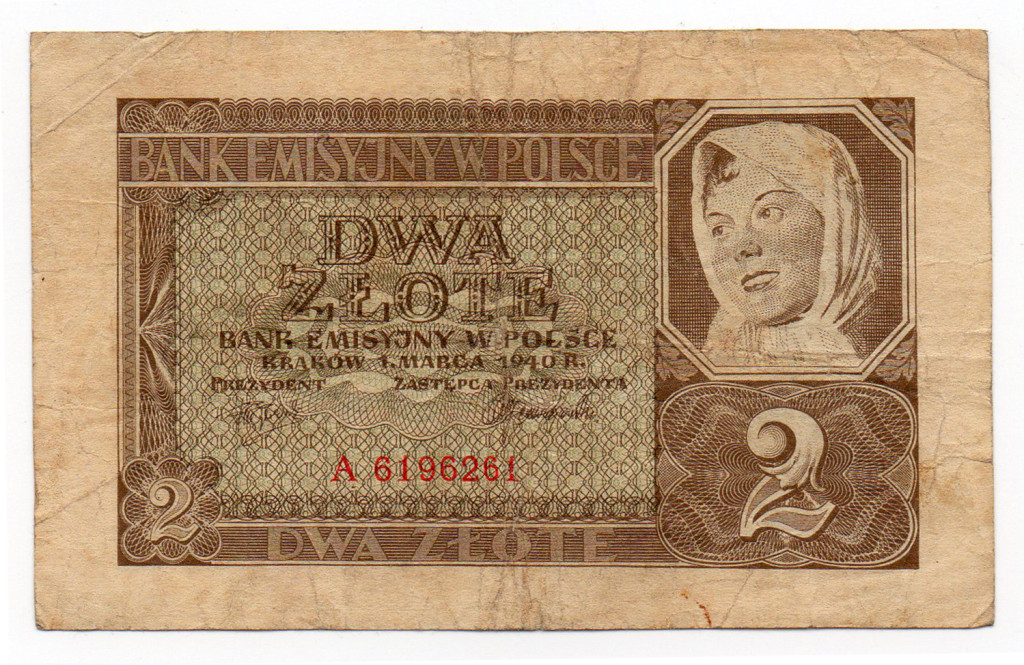 BANK EMISYJNY W POLSCE
DWA
ZŁOTE
BANK EMISYJNY W POLSCE
KRAKÓW 1. MARCA 1940 R.
PREZYDENT ZASTĘPCA PREZYDENTA
A 6196261
2
2
DWA ZŁOTE